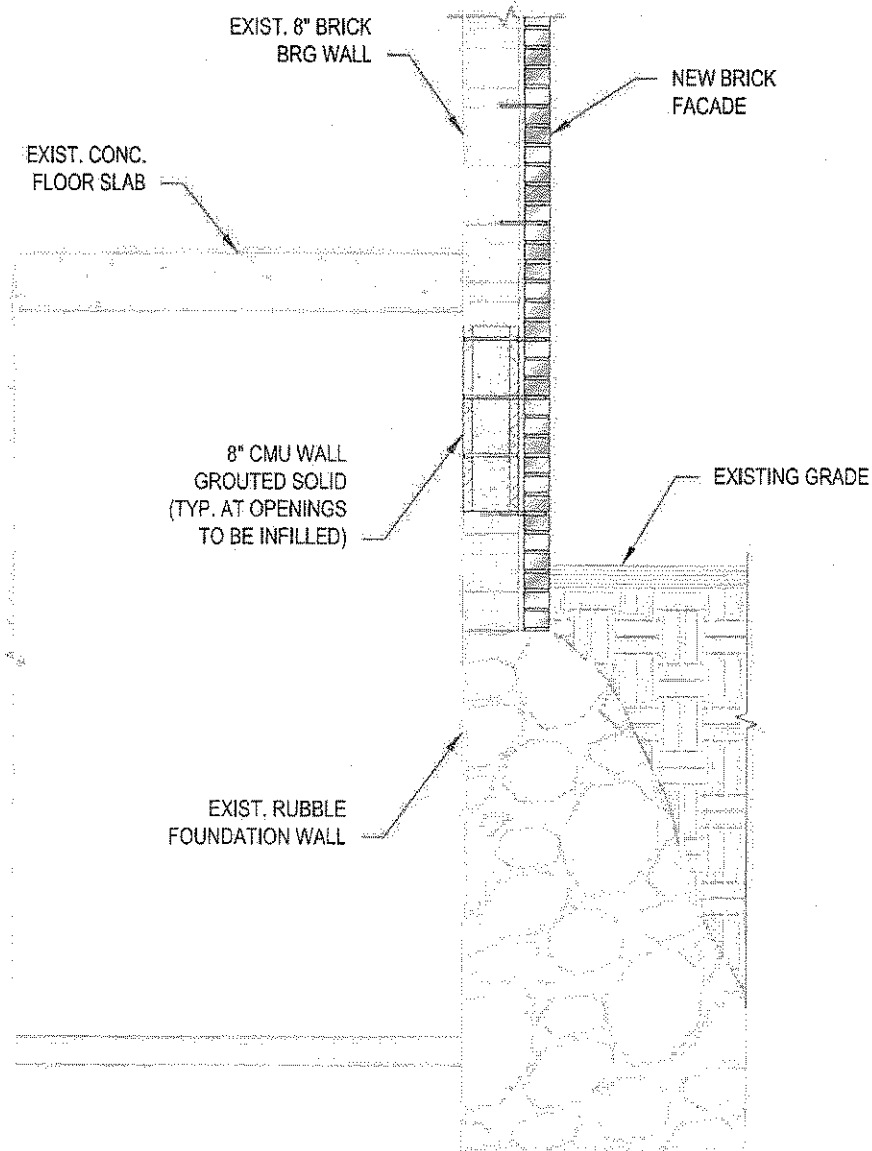 EXIST. 8" BRICK
BRG WALL
NEW BRICK
FACADE
EXIST. CONC.
FLOOR SLAB
8" CMU WALL
GROUTED SOLID
(TYP. AT OPENINGS
TO BE INFILLED)
EXISTING GRADE
EXIST. RUBBLE
FOUNDATION WALL